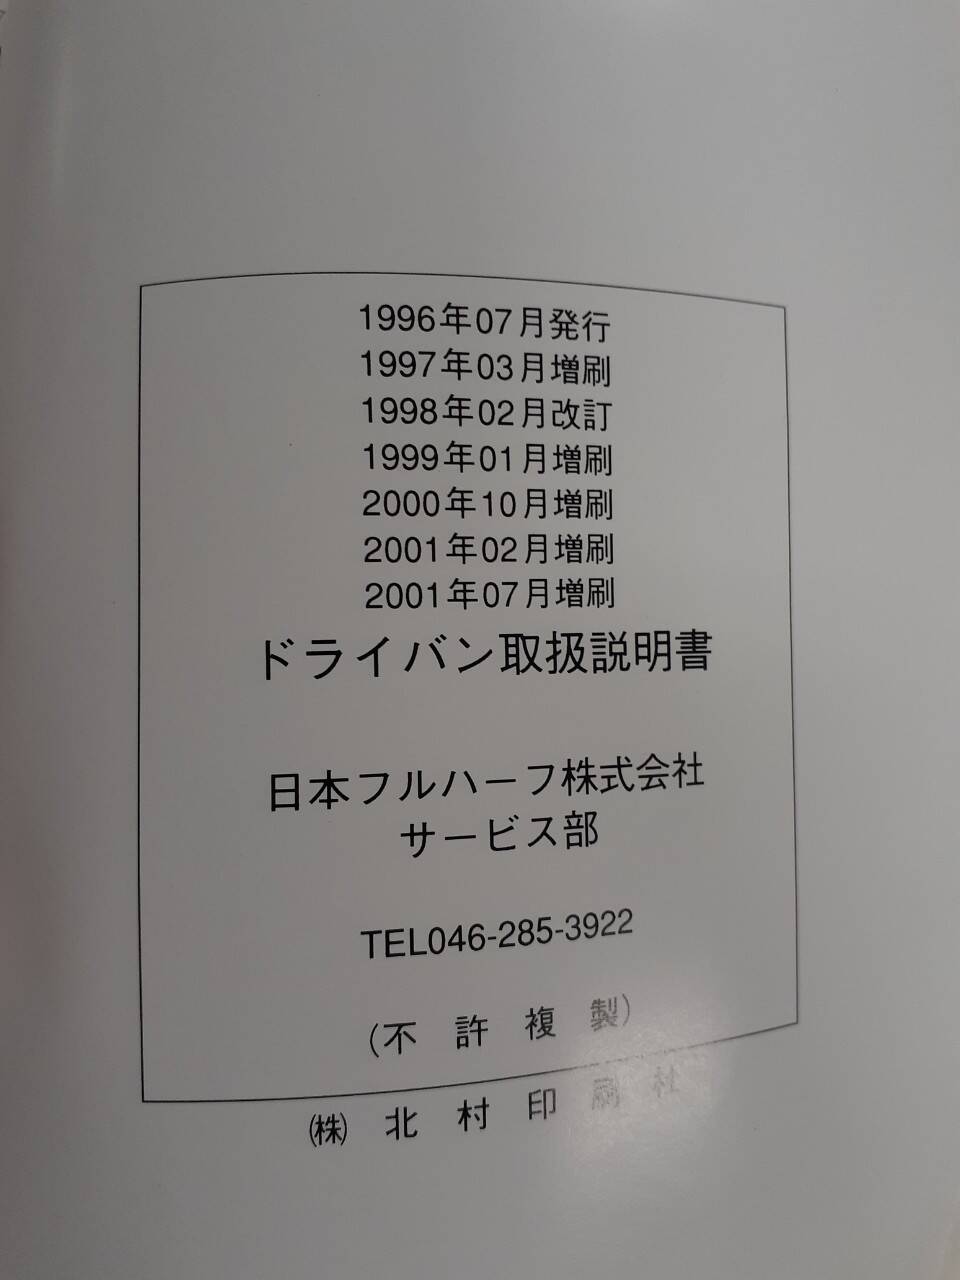 1996年07月発行
1997年03月増刷
1998年02月改訂
1999年01月増刷
2000年10月増刷
2001年02月増刷
2001年07月増刷
ドライバン取扱説明書
日本フルハーフ株式会社
サービス部
TEL046-285-3922
(不許複製)
㈱北村印刷社